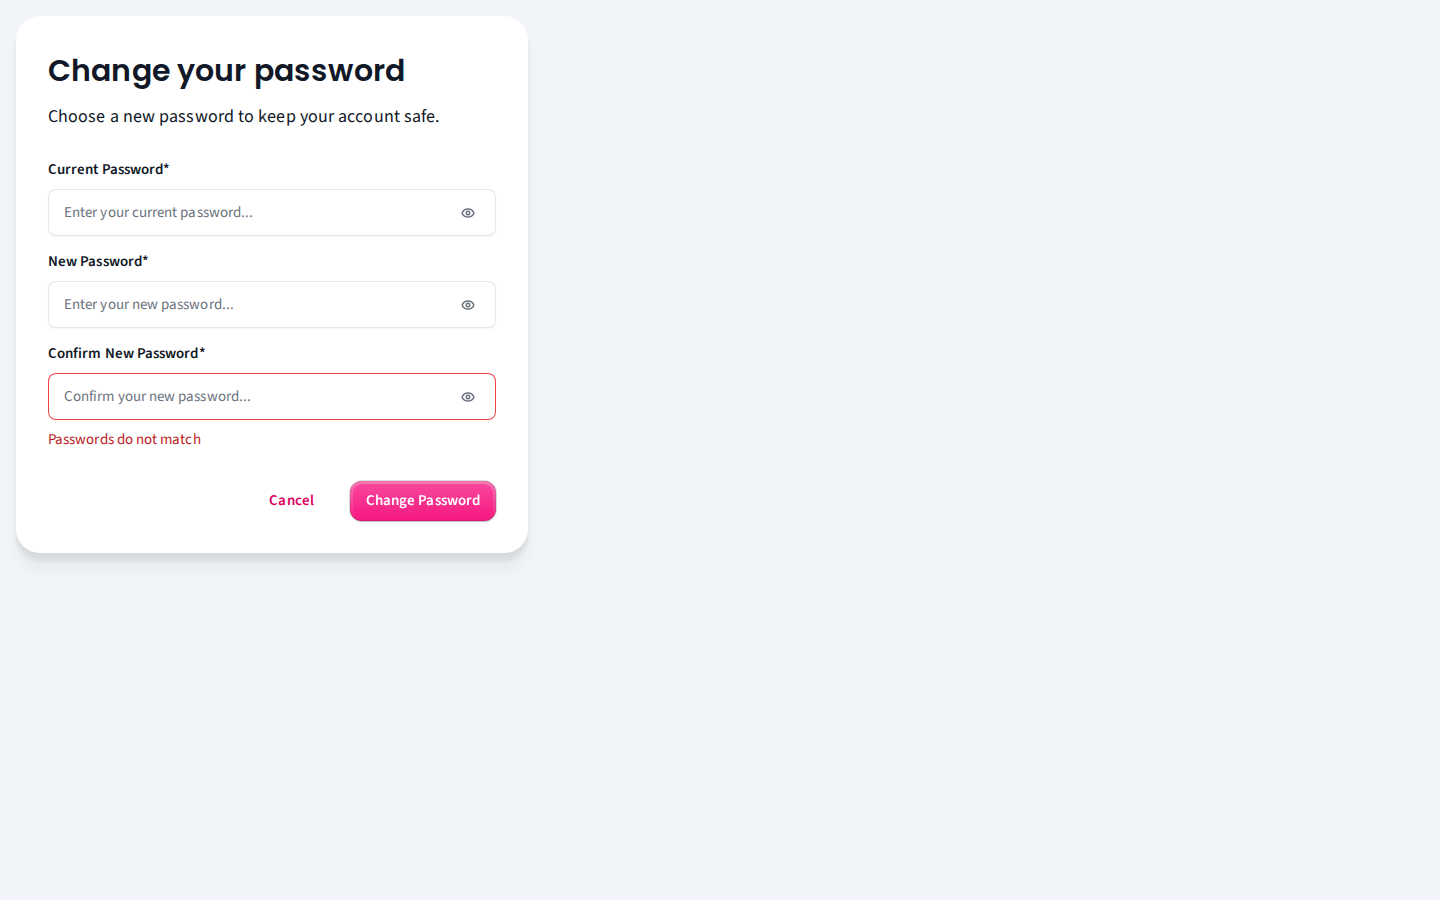 Change your password
Choose a new password to keep your account safe.
Current Password*
Enter your current password...
New Password*
Enter your new password...
Confirm New Password*
Confirm your new password...
Passwords do not match
Cancel
Change Password